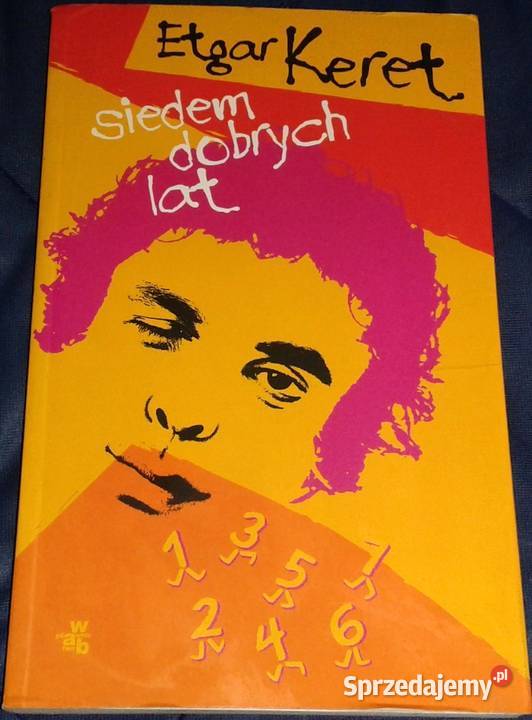 Etgar Keret
siedem
dobrych
lat
1 3 5 7
2 4 6
w
a b
Sprzedajemy.pl